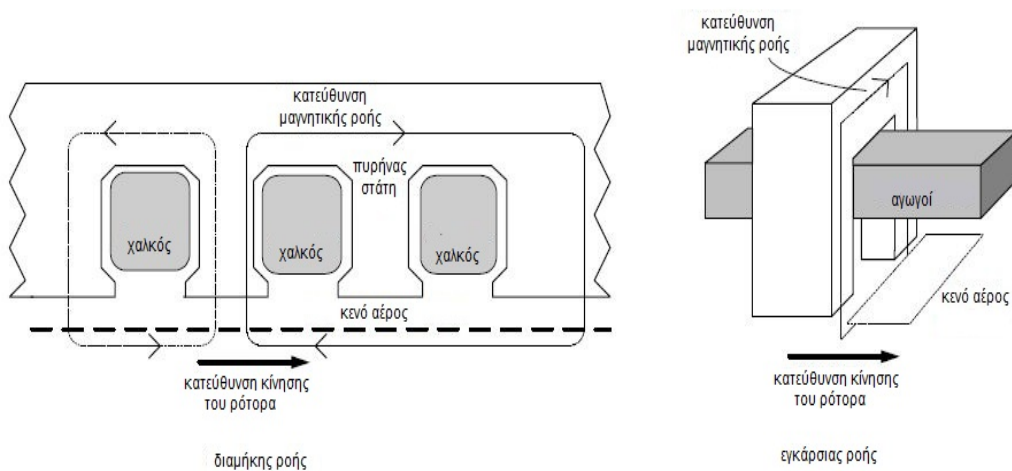 κατεύθυνση
μαγνητικής ροής
πυρήνας
στάτη
χαλκός
χαλκός
χαλκός
κενό αέρος
κατεύθυνση κίνησης
του ρότορα
διαμήκης ροής
κατεύθυνση
μαγνητικής ροής
αγωγοί
κενό αέρος
κατεύθυνση κίνησης
του ρότορα
εγκάρσιας ροής